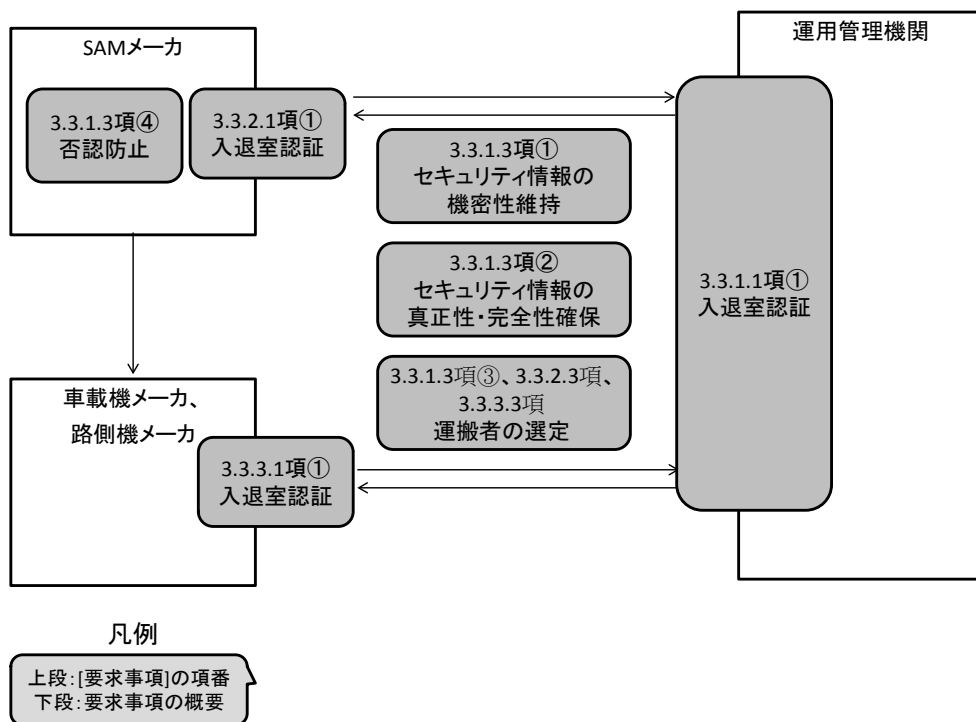 SAMメーカ
3.3.1.3項④
否認防止
3.3.2.1項①
入退室認証
運用管理機関
3.3.1.3項①
セキュリティ情報の
機密性維持
3.3.1.3項②
セキュリティ情報の
真正性・完全性確保
3.3.1.3項③、3.3.2.3項、
3.3.3.3項
運搬者の選定
3.3.1.1項①
入退室認証
車載機メーカ、
路側機メーカ
3.3.3.1項①
入退室認証
凡例
上段：[要求事項]の項番
下段：要求事項の概要